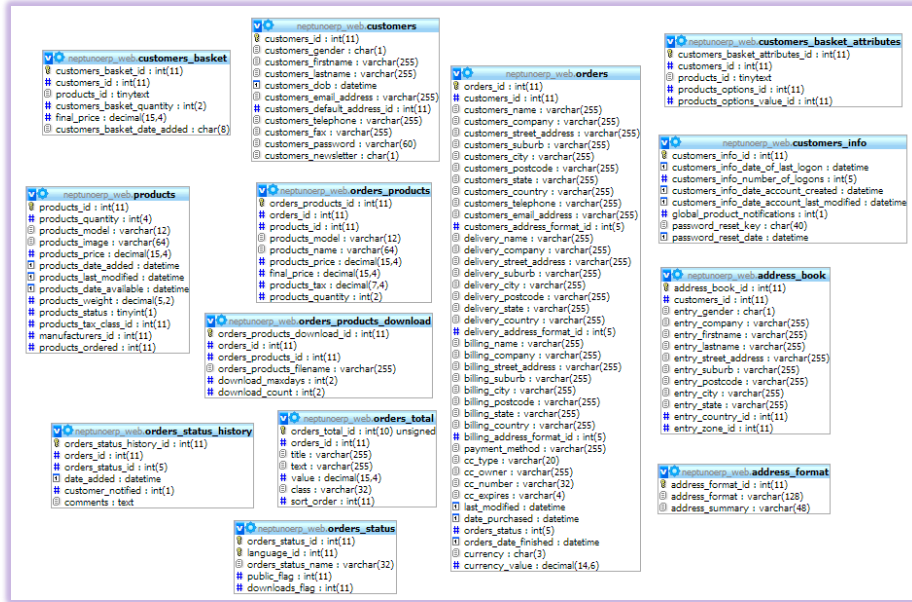 neptunoerp_web.customers_basket
customers_basket_id : int(11)
customers_id : int(11)
products_id : tinytext
customers_basket_quantity : int(2)
final_price : decimal(15,4)
customers_basket_date_added : char(8)
neptunoerp_web.customers
customers_id : int(11)
customers_gender : char(1)
customers_firstname : varchar(255)
customers_lastname : varchar(255)
customers_dob : datetime
customers_email_address : varchar(255)
customers_default_address_id : int(11)
customers_telephone : varchar(255)
customers_fax : varchar(255)
customers_password : varchar(60)
customers_newsletter : char(1)
neptunoerp_web.orders
orders_id : int(11)
customers_id : int(11)
customers_name : varchar(255)
customers_company : varchar(255)
customers_street_address : varchar(255)
customers_suburb : varchar(255)
customers_city : varchar(255)
customers_postcode : varchar(255)
customers_state : varchar(255)
customers_country : varchar(255)
customers_telephone : varchar(255)
customers_email_address : varchar(255)
customers_address_format_id : int(5)
delivery_name : varchar(255)
delivery_company : varchar(255)
delivery_street_address : varchar(255)
delivery_suburb : varchar(255)
delivery_city : varchar(255)
delivery_postcode : varchar(255)
delivery_state : varchar(255)
delivery_country : varchar(255)
delivery_address_format_id : int(5)
billing_name : varchar(255)
billing_company : varchar(255)
billing_street_address : varchar(255)
billing_suburb : varchar(255)
billing_city : varchar(255)
billing_postcode : varchar(255)
billing_state : varchar(255)
billing_country : varchar(255)
billing_address_format_id : int(5)
payment_method : varchar(255)
cc_type : varchar(20)
cc_owner : varchar(255)
cc_number : varchar(32)
cc_expires : varchar(4)
last_modified : datetime
date_purchased : datetime
orders_status : int(5)
orders_date_finished : datetime
currency : char(3)
currency_value : decimal(14,6)
neptunoerp_web.customers_basket_attributes
customers_basket_attributes_id : int(11)
customers_id : int(11)
products_id : tinytext
products_options_id : int(11)
products_options_value_id : int(11)
neptunoerp_web.customers_info
customers_info_id : int(11)
customers_info_date_of_last_logon : datetime
customers_info_number_of_logons : int(5)
customers_info_date_account_created : datetime
customers_info_date_account_last_modified : datetime
global_product_notifications : int(1)
password_reset_key : char(40)
password_reset_date : datetime
neptunoerp_web.products
products_id : int(11)
products_quantity : int(4)
products_model : varchar(12)
products_image : varchar(64)
products_price : decimal(15,4)
products_date_added : datetime
products_last_modified : datetime
products_date_available : datetime
products_weight : decimal(5,2)
products_status : tinyint(1)
products_tax_class_id : int(11)
manufacturers_id : int(11)
products_ordered : int(11)
neptunoerp_web.orders_products
orders_products_id : int(11)
orders_id : int(11)
products_id : int(11)
products_model : varchar(12)
products_name : varchar(64)
products_price : decimal(15,4)
final_price : decimal(15,4)
products_tax : decimal(7,4)
products_quantity : int(2)
neptunoerp_web.address_book
address_book_id : int(11)
customers_id : int(11)
entry_gender : char(1)
entry_company : varchar(255)
entry_firstname : varchar(255)
entry_lastname : varchar(255)
entry_street_address : varchar(255)
entry_suburb : varchar(255)
entry_postcode : varchar(255)
entry_city : varchar(255)
entry_state : varchar(255)
entry_country_id : int(11)
entry_zone_id : int(11)
neptunoerp_web.orders_products_download
orders_products_download_id : int(11)
orders_id : int(11)
orders_products_id : int(11)
orders_products_filename : varchar(255)
download_maxdays : int(2)
download_count : int(2)
neptunoerp_web.orders_status_history
orders_status_history_id : int(11)
orders_id : int(11)
orders_status_id : int(5)
date_added : datetime
customer_notified : int(1)
comments : text
neptunoerp_web.orders_total
orders_total_id : int(10) unsigned
orders_id : int(11)
title : varchar(255)
text : varchar(255)
value : decimal(15,4)
class : varchar(32)
sort_order : int(11)
neptunoerp_web.address_format
address_format_id : int(11)
address_format : varchar(128)
address_summary : varchar(48)
neptunoerp_web.orders_status
orders_status_id : int(11)
language_id : int(11)
orders_status_name : varchar(32)
public_flag : int(11)
downloads_flag : int(11)